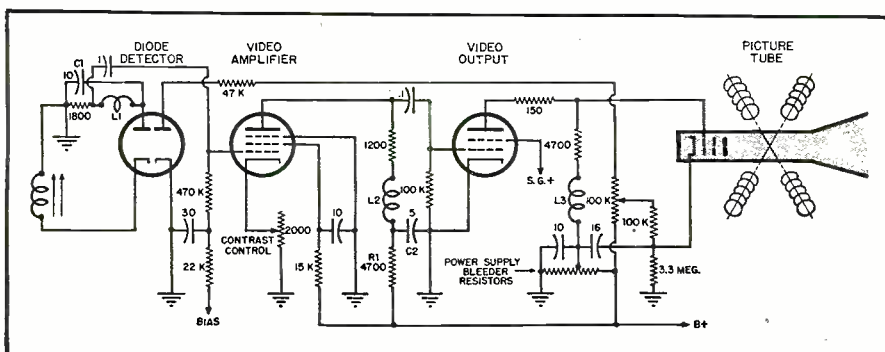 DIODE
DETECTOR
VIDEO
AMPLIFIER
VIDEO
OUTPUT
PICTURE
TUBE
C1
10
.1
1800
L1
47 K
.1
150
1200
4700
S.G.+
470 K
100 K
L2
L3
100 K
100 K
30
CONTRAST
CONTROL
2000
10
5
C2
10
16
22 K
15 K
R1
4700
POWER SUPPLY
BLEEDER
RESISTORS
3.3 MEG.
BIAS
B+